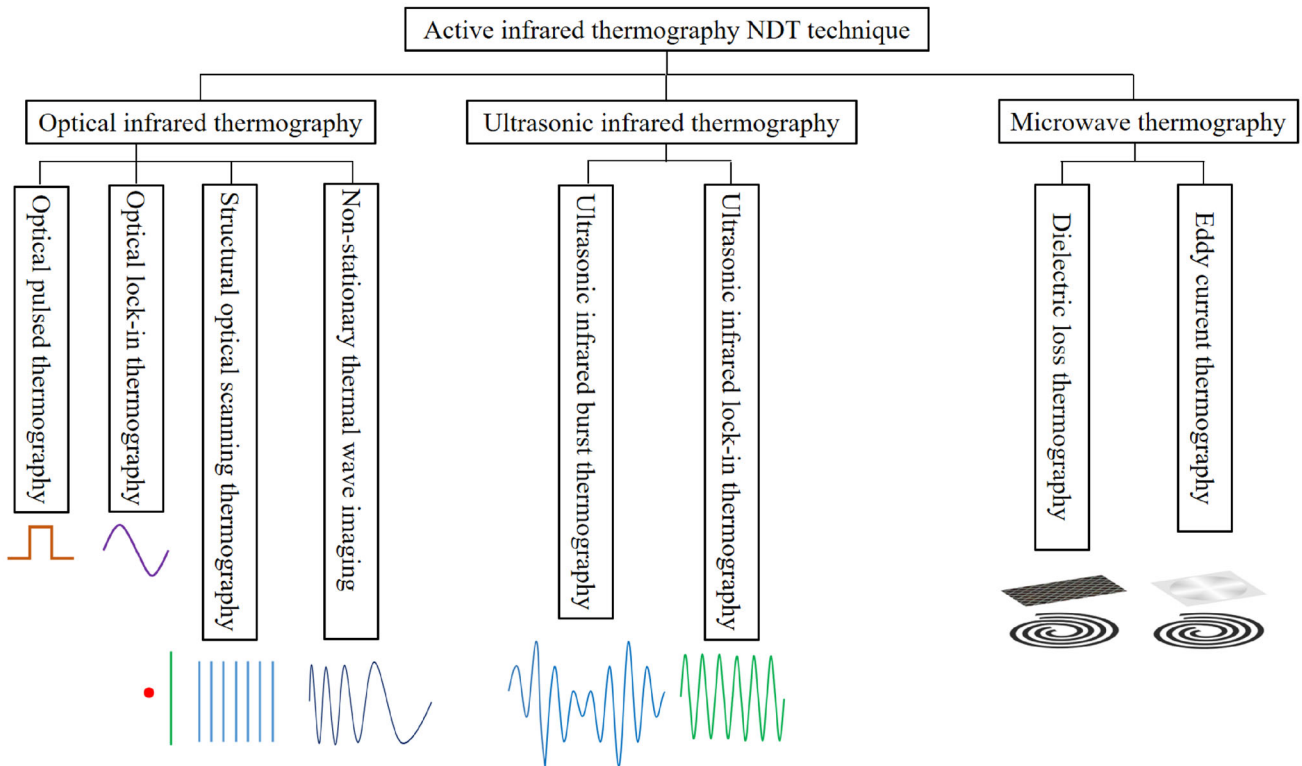 Active infrared thermography NDT technique
Optical infrared thermography
Ultrasonic infrared thermography
Microwave thermography
Optical pulsed thermography
Optical lock-in thermography
Structural optical scanning thermography
Non-stationary thermal wave imaging
Ultrasonic infrared burst thermography
Ultrasonic infrared lock-in thermography
Dielectric loss thermography
Eddy current thermography